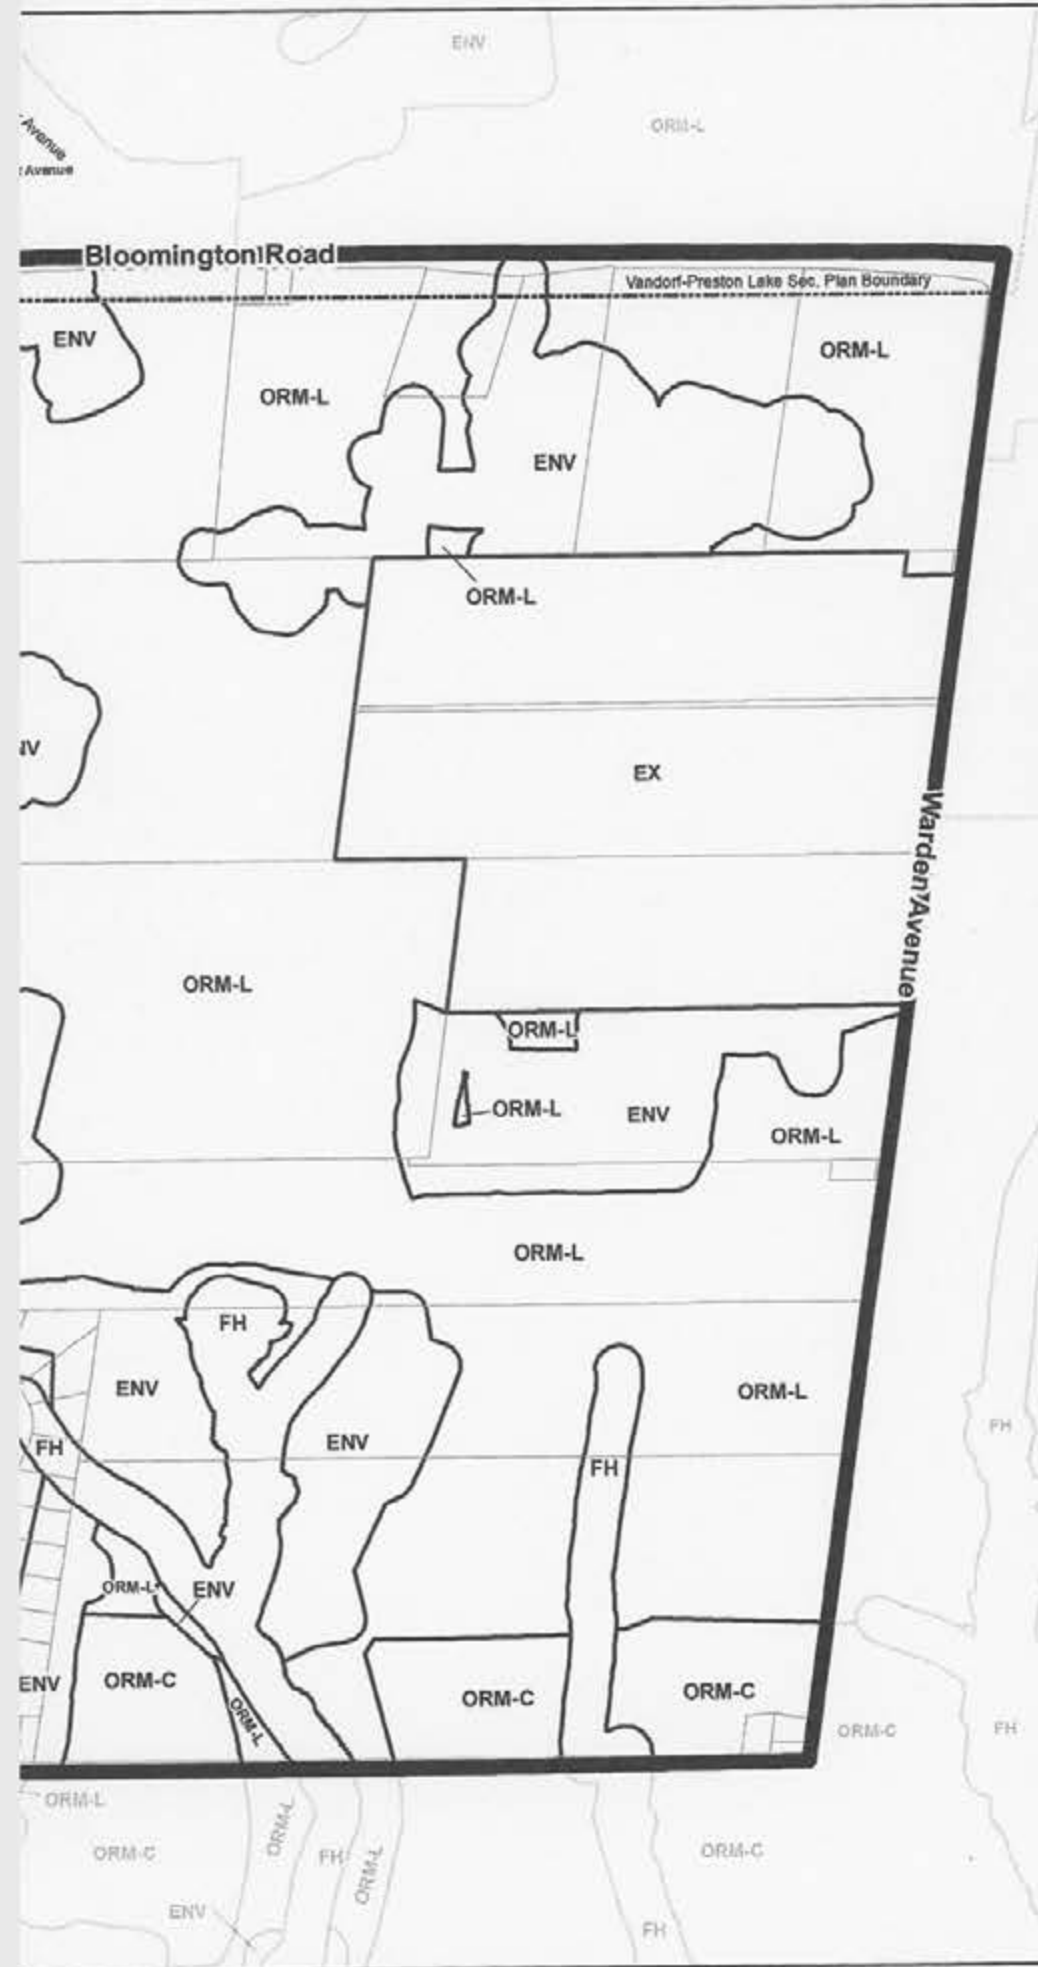 ENV
ORM-L
Avenue
Avenue
Bloomington Road
Vandorf-Preston Lake Sec. Plan Boundary
ENV
ORM-L
ORM-L
ENV
ORM-L
NV
EX
Warden Avenue
ORM-L
ORM-L
ORM-L
ENV
ORM-L
ORM-L
FH
ENV
ORM-L
FH
ENV
FH
FH
ORM-L
ENV
ENV
ORM-C
ORM-L
ORM-C
ORM-C
ORM-C
FH
ORM-L
ORM-C
ORM-L
FH
ORM-L
ORM-C
ENV
FH